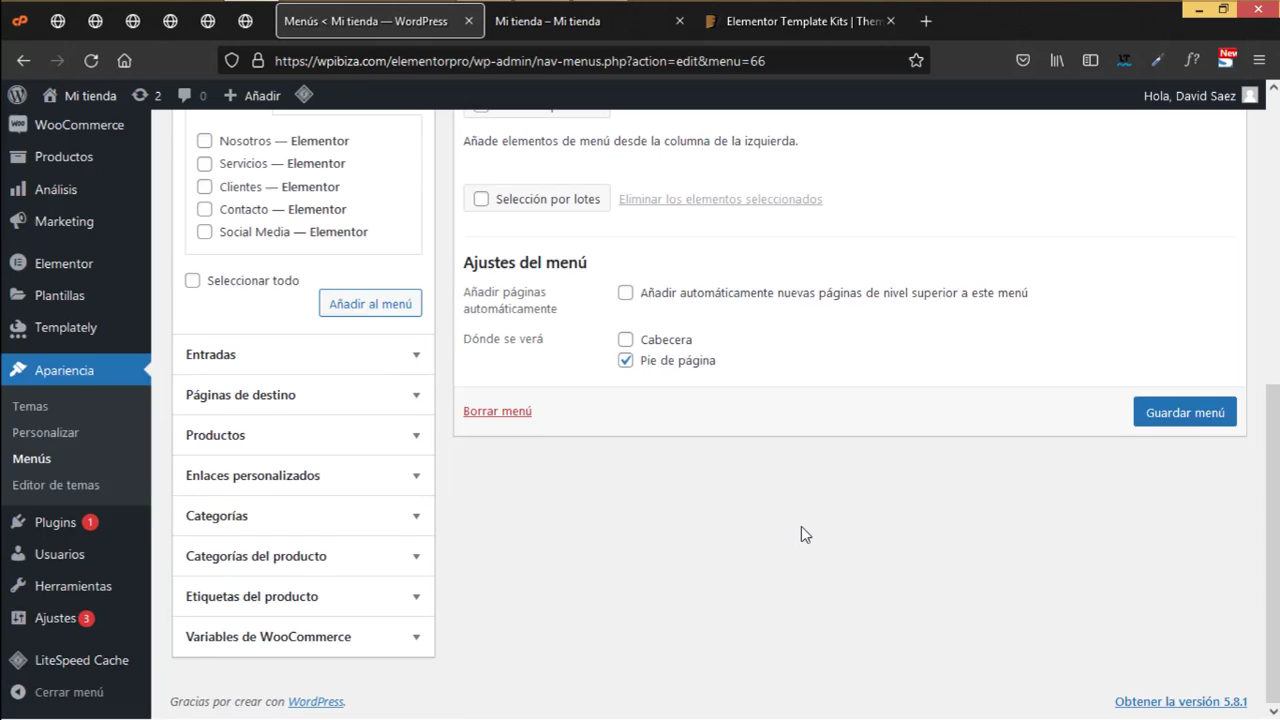 Menús < Mi tienda — WordPress
Mi tienda – Mi tienda
Elementor Template Kits | Them
https://wpibiza.com/elementorpro/wp-admin/nav-menus.php?action=edit&menu=66
New
Mi tienda
2
0
Añadir
Hola, David Saez
WooCommerce
Productos
Análisis
Marketing
Elementor
Plantillas
Templately
Apariencia
Temas
Personalizar
Menús
Editor de temas
Plugins 1
Usuarios
Herramientas
Ajustes 3
LiteSpeed Cache
Cerrar menú
Nosotros — Elementor
Servicios — Elementor
Clientes — Elementor
Contacto — Elementor
Social Media — Elementor
Seleccionar todo
Añadir al menú
Entradas
Páginas de destino
Productos
Enlaces personalizados
Categorías
Categorías del producto
Etiquetas del producto
Variables de WooCommerce
Añade elementos de menú desde la columna de la izquierda.
Selección por lotes
Eliminar los elementos seleccionados
Ajustes del menú
Añadir páginas
automáticamente
Añadir automáticamente nuevas páginas de nivel superior a este menú
Dónde se verá
Cabecera
Pie de página
Borrar menú
Guardar menú
Gracias por crear con WordPress.
Obtener la versión 5.8.1